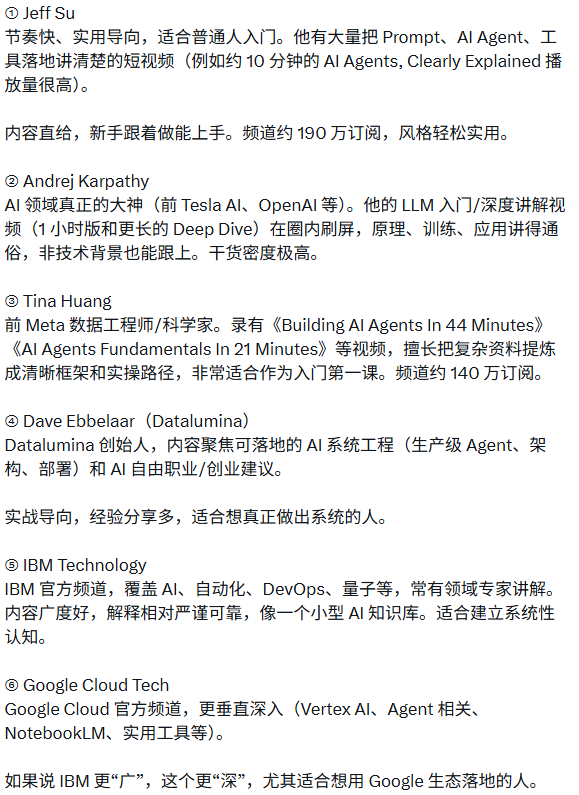 ① Jeff Su
节奏快、实用导向，适合普通人入门。他有大量把 Prompt、AI Agent、工
具落地讲清楚的短视频（例如约 10 分钟的 AI Agents, Clearly Explained 播
放量很高）。
内容直给，新手跟着做能上手。频道约 190 万订阅，风格轻松实用。
② Andrej Karpathy
AI 领域真正的大神（前 Tesla AI、OpenAI 等）。他的 LLM 入门/深度讲解视
频（1 小时版和更长的 Deep Dive）在圈内刷屏，原理、训练、应用讲得通
俗，非技术背景也能跟上。干货密度极高。
③ Tina Huang
前 Meta 数据工程师/科学家。录有《Building AI Agents In 44 Minutes》
《AI Agents Fundamentals In 21 Minutes》等视频，擅长把复杂资料提炼
成清晰框架和实操路径，非常适合作为入门第一课。频道约 140 万订阅。
④ Dave Ebbelaar（Datalumina）
Datalumina 创始人，内容聚焦可落地的 AI 系统工程（生产级 Agent、架
构、部署）和 AI 自由职业/创业建议。
实战导向，经验分享多，适合想真正做出系统的人。
⑤ IBM Technology
IBM 官方频道，覆盖 AI、自动化、DevOps、量子等，常有领域专家讲解。
内容广度好，解释相对严谨可靠，像一个小型 AI 知识库。适合建立系统性
认知。
⑥ Google Cloud Tech
Google Cloud 官方频道，更垂直深入（Vertex AI、Agent 相关、
NotebookLM、实用工具等）。
如果说 IBM 更“广”，这个更“深”，尤其适合想用 Google 生态落地的人。